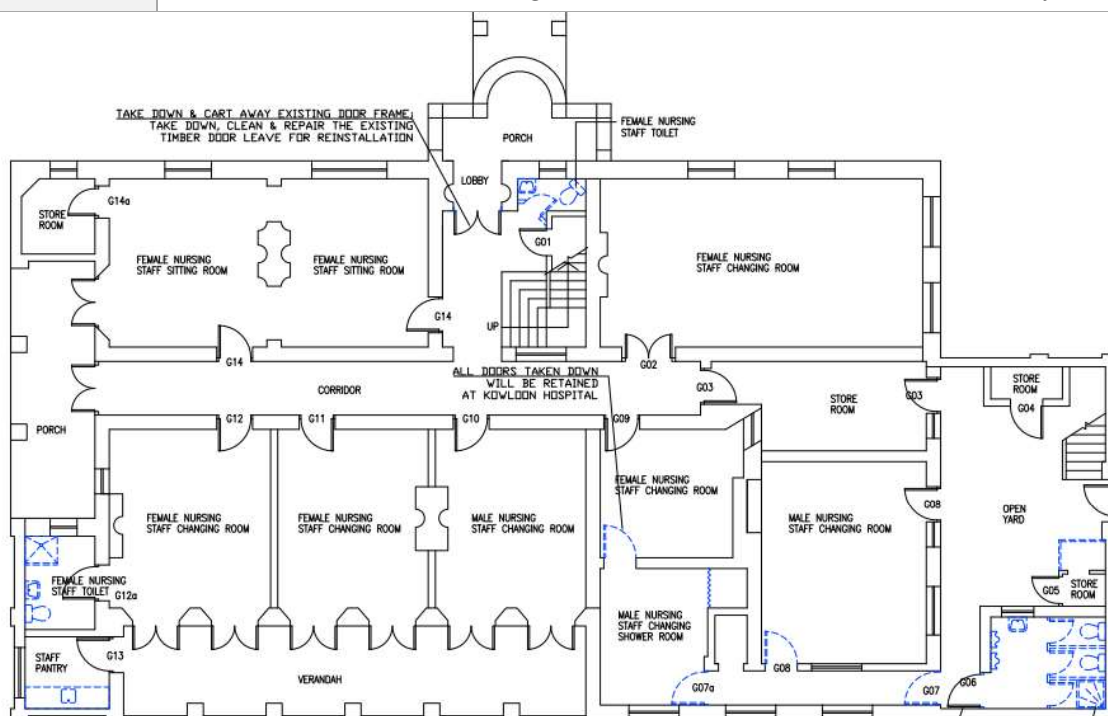 TAKE DOWN & CART AWAY EXISTING DOOR FRAME,
TAKE DOWN, CLEAN & REPAIR THE EXISTING
TIMBER DOOR LEAVE FOR REINSTALLATION
PORCH
FEMALE NURSING
STAFF TOILET
LOBBY
G14a
STORE
ROOM
G01
FEMALE NURSING
STAFF SITTING ROOM
FEMALE NURSING
STAFF SITTING ROOM
FEMALE NURSING
STAFF CHANGING ROOM
G14
UP
G14
G02
ALL DOORS TAKEN DOWN
WILL BE RETAINED
AT KOWLOON HOSPITAL
CORRIDOR
G03
STORE
ROOM
G03
STORE
ROOM
G04
PORCH
G12
G11
G10
G09
FEMALE NURSING
STAFF CHANGING ROOM
FEMALE NURSING
STAFF CHANGING ROOM
FEMALE NURSING
STAFF CHANGING ROOM
MALE NURSING
STAFF CHANGING ROOM
MALE NURSING
STAFF CHANGING ROOM
G08
OPEN
YARD
FEMALE NURSING
STAFF TOILET
G12a
G05
STORE
ROOM
MALE NURSING
STAFF CHANGING
SHOWER ROOM
STAFF
PANTRY
G13
VERANDAH
G08
G07a
G07
G06